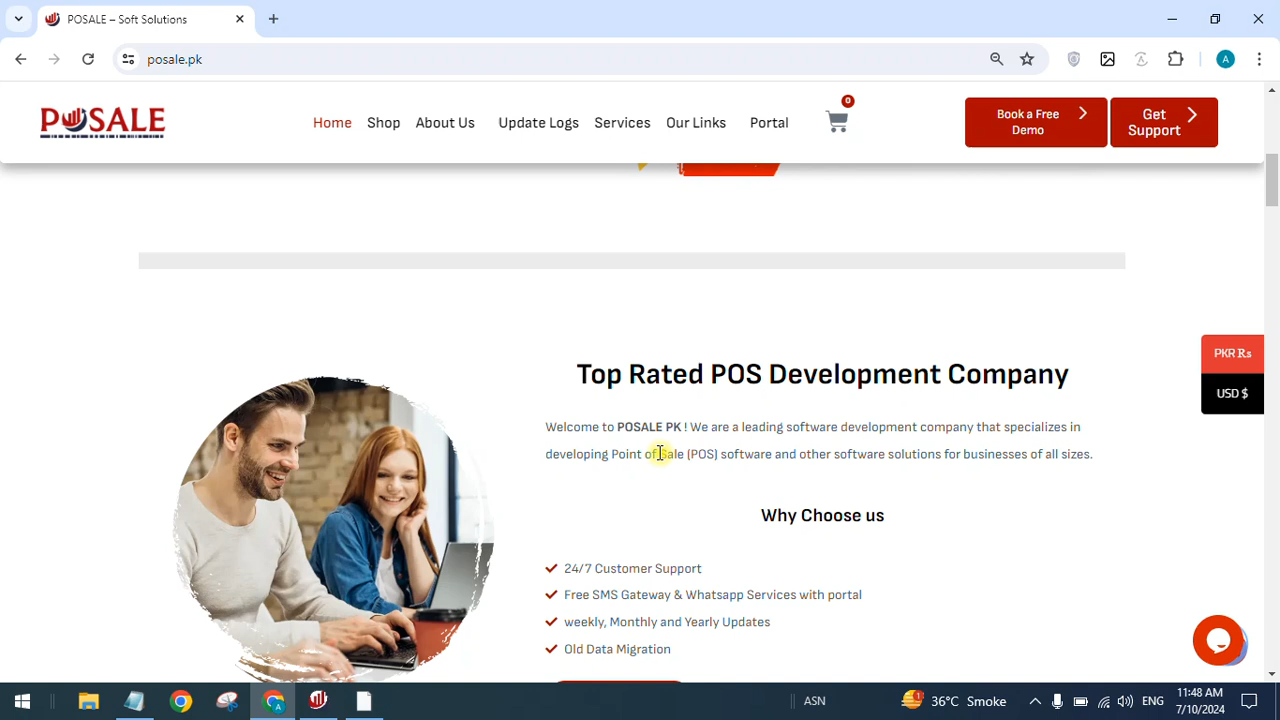 POSALE – Soft Solutions
posale.pk
A
POSALE
Home Shop About Us Update Logs Services Our Links Portal
0
Book a Free
Demo
Get
Support
PKR ₨
USD $
Top Rated POS Development Company
Welcome to POSALE PK ! We are a leading software development company that specializes in
developing Point of Sale (POS) software and other software solutions for businesses of all sizes.
Why Choose us
24/7 Customer Support
Free SMS Gateway & Whatsapp Services with portal
weekly, Monthly and Yearly Updates
Old Data Migration
ASN
1
36°C Smoke
ENG
11:48 AM
7/10/2024